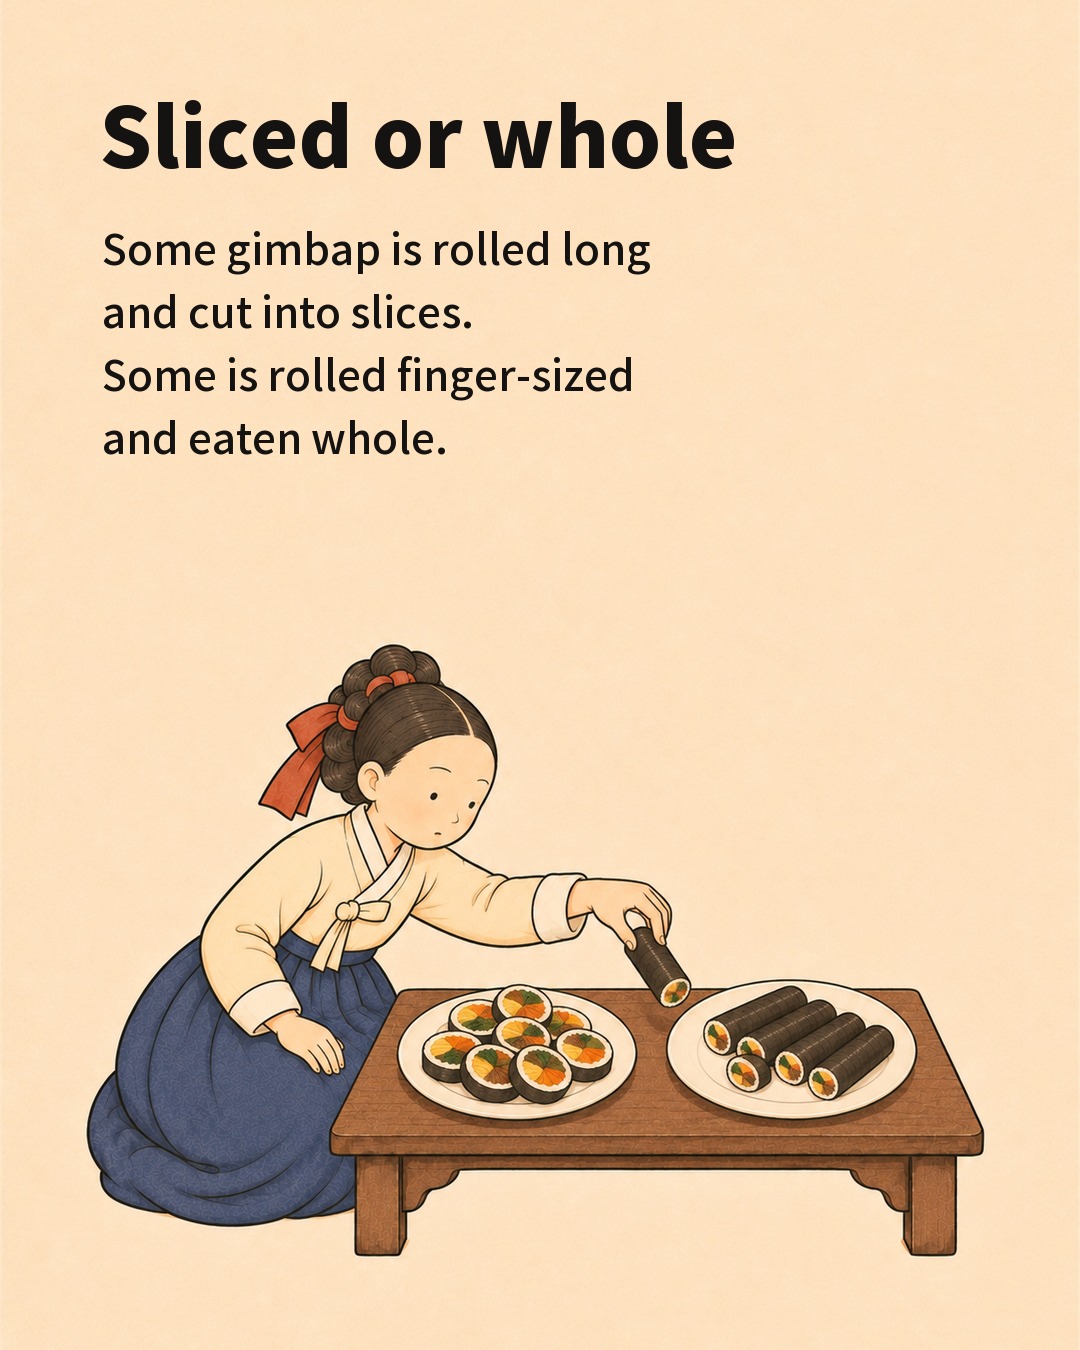 Sliced or whole
Some gimbap is rolled long
and cut into slices.
Some is rolled finger-sized
and eaten whole.